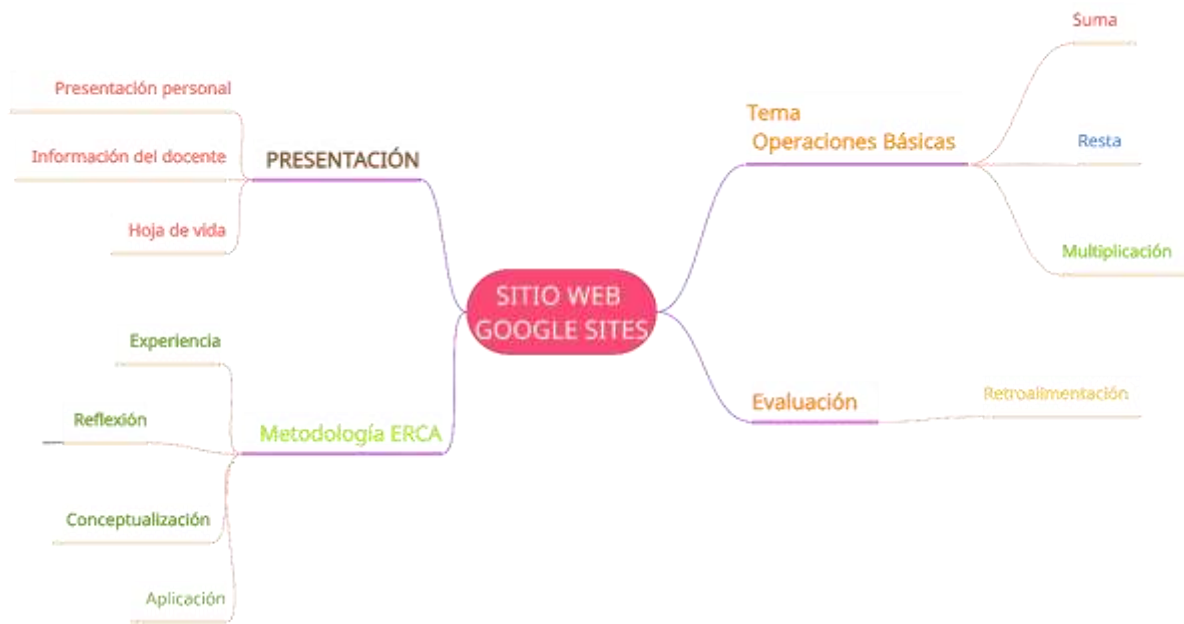 SITIO WEB
GOOGLE SITES
PRESENTACIÓN
Presentación personal
Información del docente
Hoja de vida
Metodología ERCA
Experiencia
Reflexión
Conceptualización
Aplicación
Tema
Operaciones Básicas
Suma
Resta
Multiplicación
Evaluación
Retroalimentación